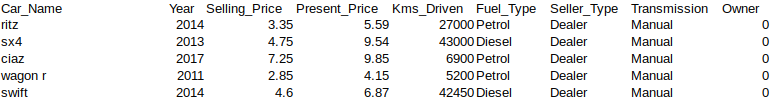 Car_Name Year Selling_Price Present_Price Kms_Driven Fuel_Type Seller_Type Transmission Owner
ritz 2014 3.35 5.59 27000 Petrol Dealer Manual 0
sx4 2013 4.75 9.54 43000 Diesel Dealer Manual 0
ciaz 2017 7.25 9.85 6900 Petrol Dealer Manual 0
wagon r 2011 2.85 4.15 5200 Petrol Dealer Manual 0
swift 2014 4.6 6.87 42450 Diesel Dealer Manual 0